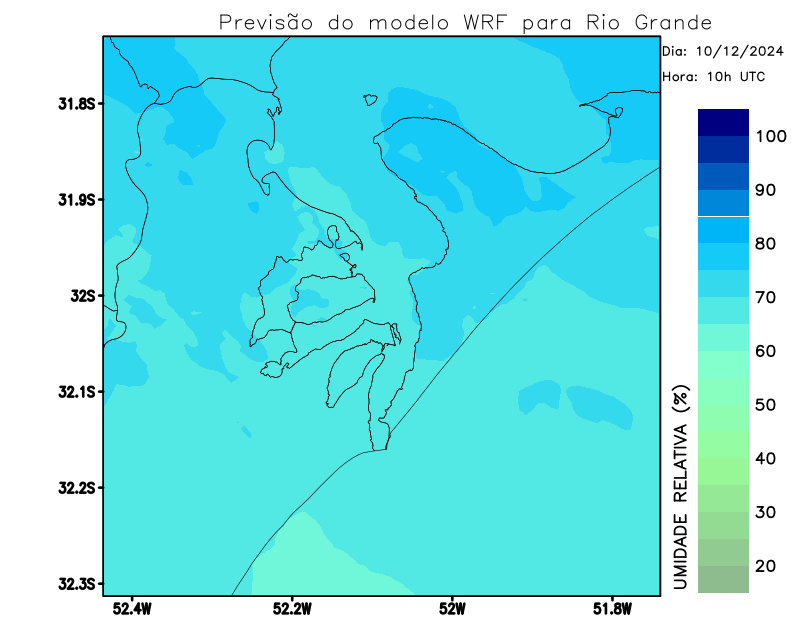 Previsão do modelo WRF para Rio Grande
Dia: 10/12/2024
Hora: 10h UTC
31.8S
31.9S
32S
32.1S
32.2S
32.3S
52.4W
52.2W
52W
51.8W
100
90
80
70
60
50
40
30
20
UMIDADE RELATIVA (%)